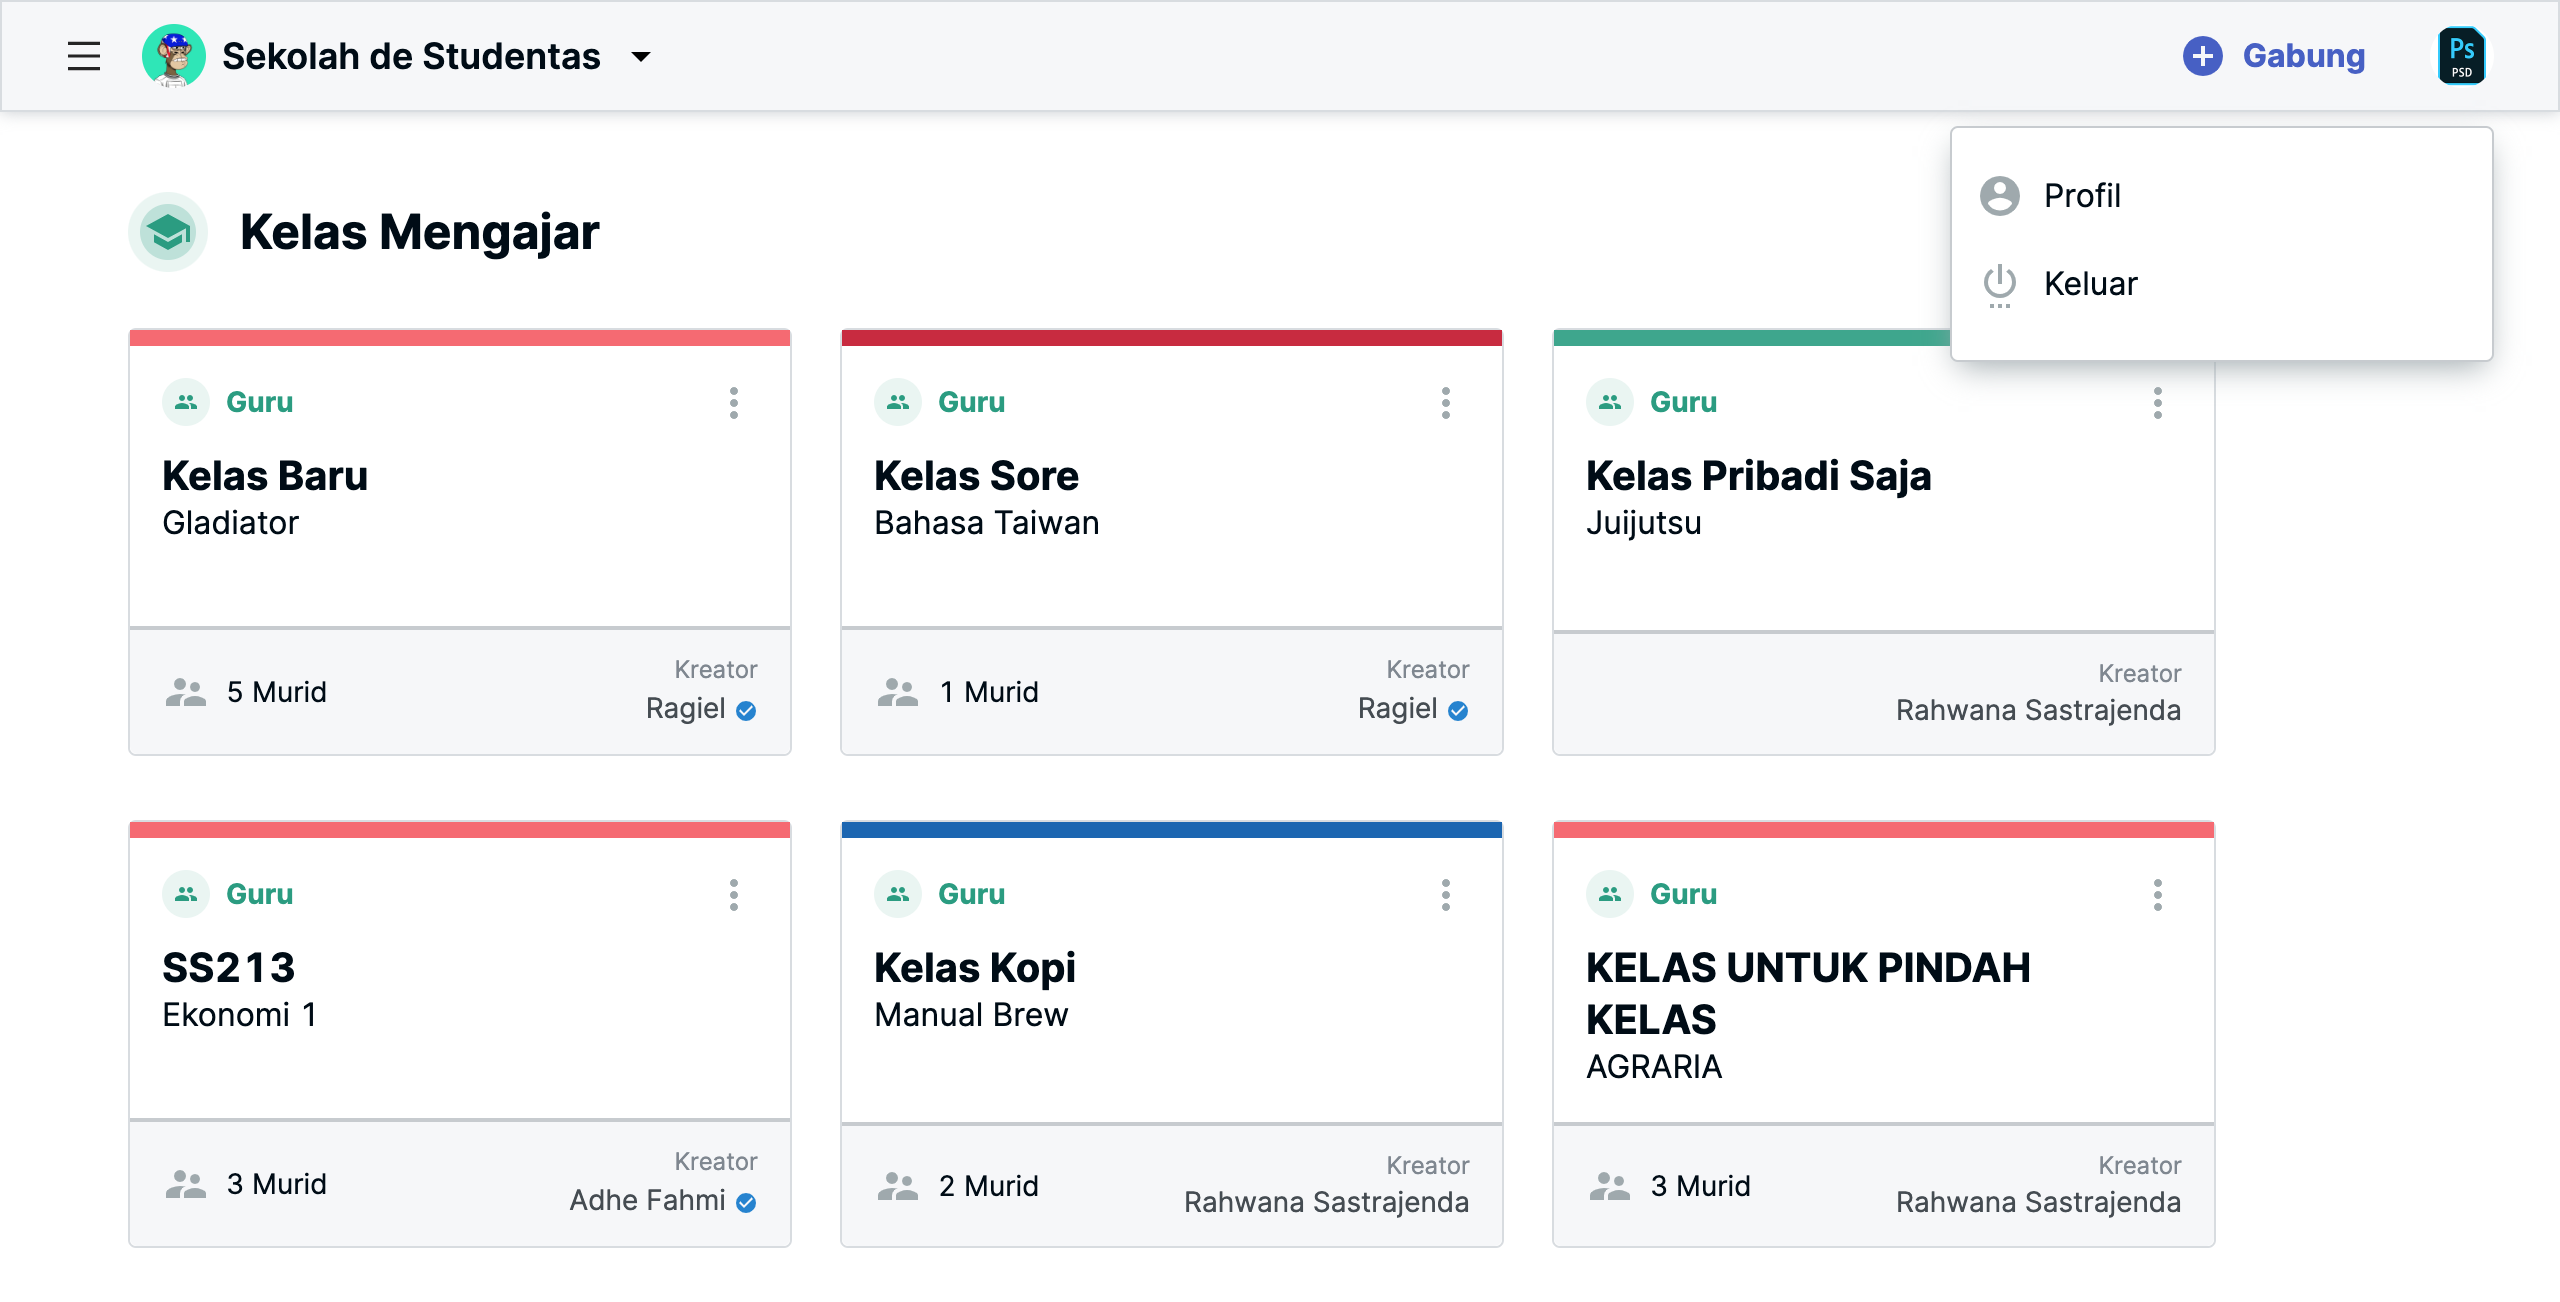 Sekolah de Studentas
Gabung
Ps
PSD
Profil
Keluar
Kelas Mengajar
Guru
Kelas Baru
Gladiator
5 Murid
Kreator
Ragiel
Guru
Kelas Sore
Bahasa Taiwan
1 Murid
Kreator
Ragiel
Guru
Kelas Pribadi Saja
Juijutsu
Kreator
Rahwana Sastrajenda
Guru
SS213
Ekonomi 1
3 Murid
Kreator
Adhe Fahmi
Guru
Kelas Kopi
Manual Brew
2 Murid
Kreator
Rahwana Sastrajenda
Guru
KELAS UNTUK PINDAH
KELAS
AGRARIA
3 Murid
Kreator
Rahwana Sastrajenda